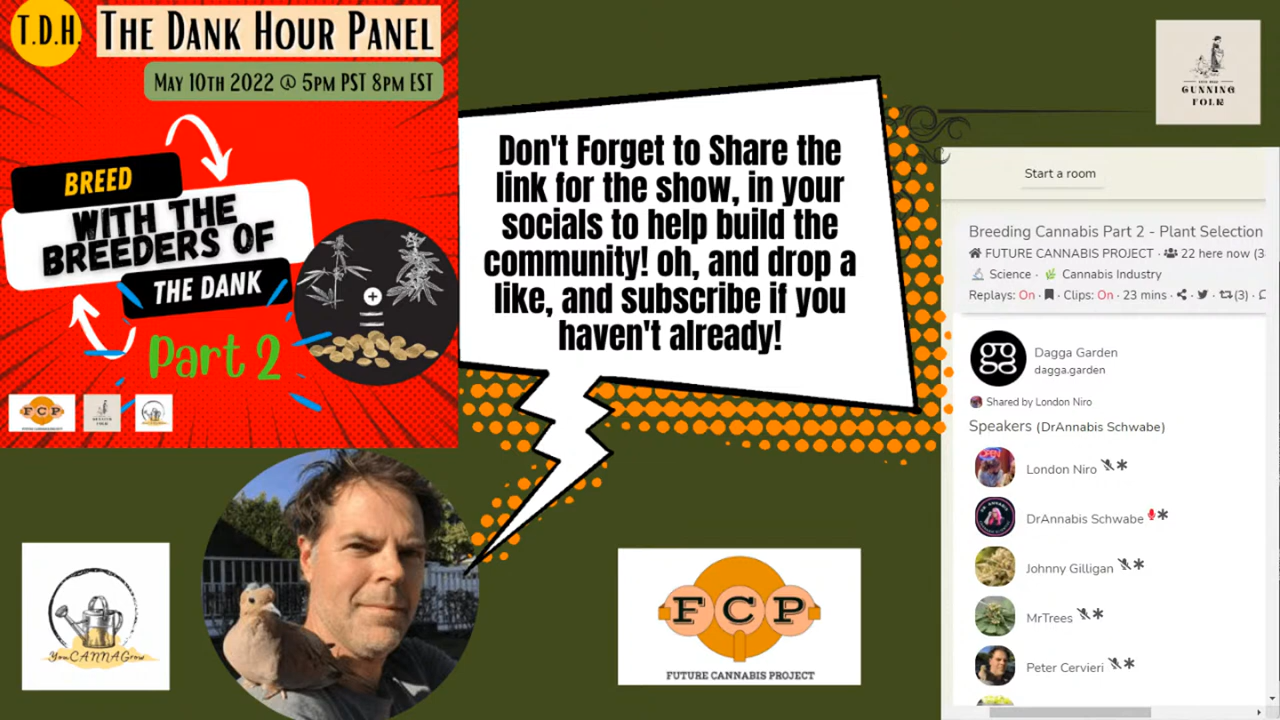 T.D.H.
THE DANK HOUR PANEL
MAY 10TH 2022 @ 5PM PST 8PM EST
BREED
WITH THE
BREEDERS OF
THE DANK
Part 2
FCP
FUTURE CANNABIS PROJECT
Don't Forget to Share the
link for the show, in your
socials to help build the
community! oh, and drop a
like, and subscribe if you
haven't already!
YouCANNAGrow
FCP
FUTURE CANNABIS PROJECT
GUNNING
FOLK
Start a room
Breeding Cannabis Part 2 - Plant Selection
FUTURE CANNABIS PROJECT · 22 here now (3
Science · Cannabis Industry
Replays: On · Clips: On · 23 mins · (3) ·
Dagga Garden
dagga.garden
Shared by London Niro
Speakers (DrAnnabis Schwabe)
London Niro
DrAnnabis Schwabe
Johnny Gilligan
MrTrees
Peter Cervieri